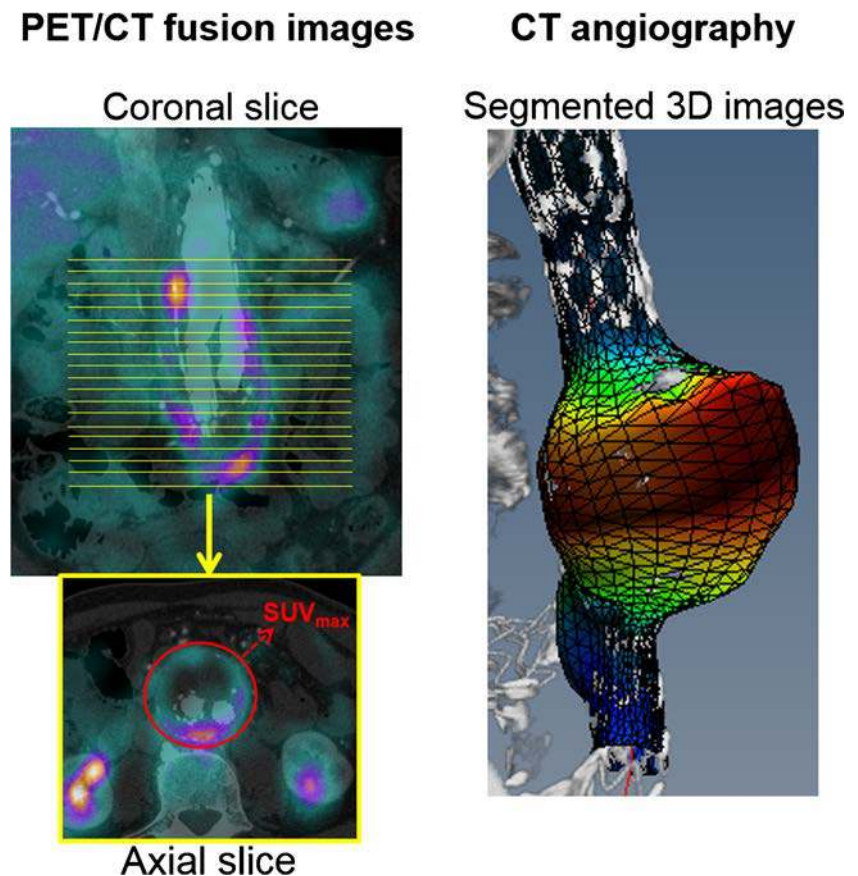 PET/CT fusion images
CT angiography
Coronal slice
Segmented 3D images
SUVmax
Axial slice